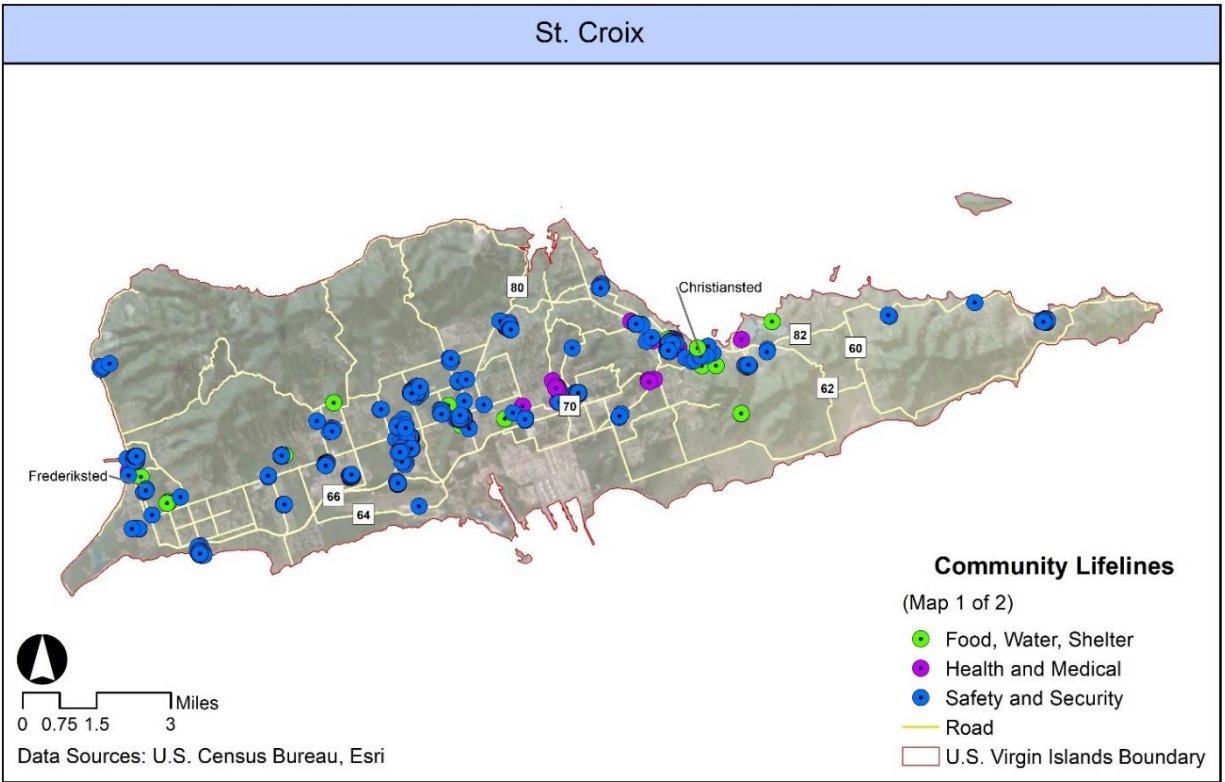 St. Croix
80
Christiansted
82
60
62
70
Frederiksted
66
64
Community Lifelines
(Map 1 of 2)
Food, Water, Shelter
Health and Medical
Safety and Security
Road
U.S. Virgin Islands Boundary
Miles
0 0.75 1.5 3
Data Sources: U.S. Census Bureau, Esri